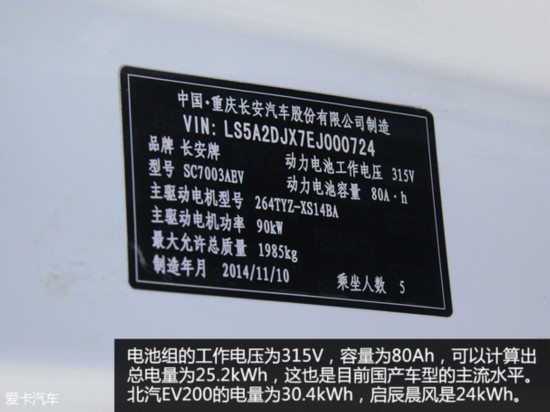 中国·重庆长安汽车股份有限公司制造
VIN: LS5A2DJX7EJ000724
品牌 长安牌 动力电池工作电压 315V
型号 SC7003AEV 动力电池容量 80A·h
主驱动电机型号 264TYZ-XS14BA
主驱动电机功率 90kW
最大允许总质量 1985kg
制造年月 2014/11/10 乘坐人数 5
电池组的工作电压为315V，容量为80Ah，可以计算出
总电量为25.2kWh，这也是目前国产车型的主流水平。
北汽EV200的电量为30.4kWh，启辰晨风是24kWh。
爱卡汽车